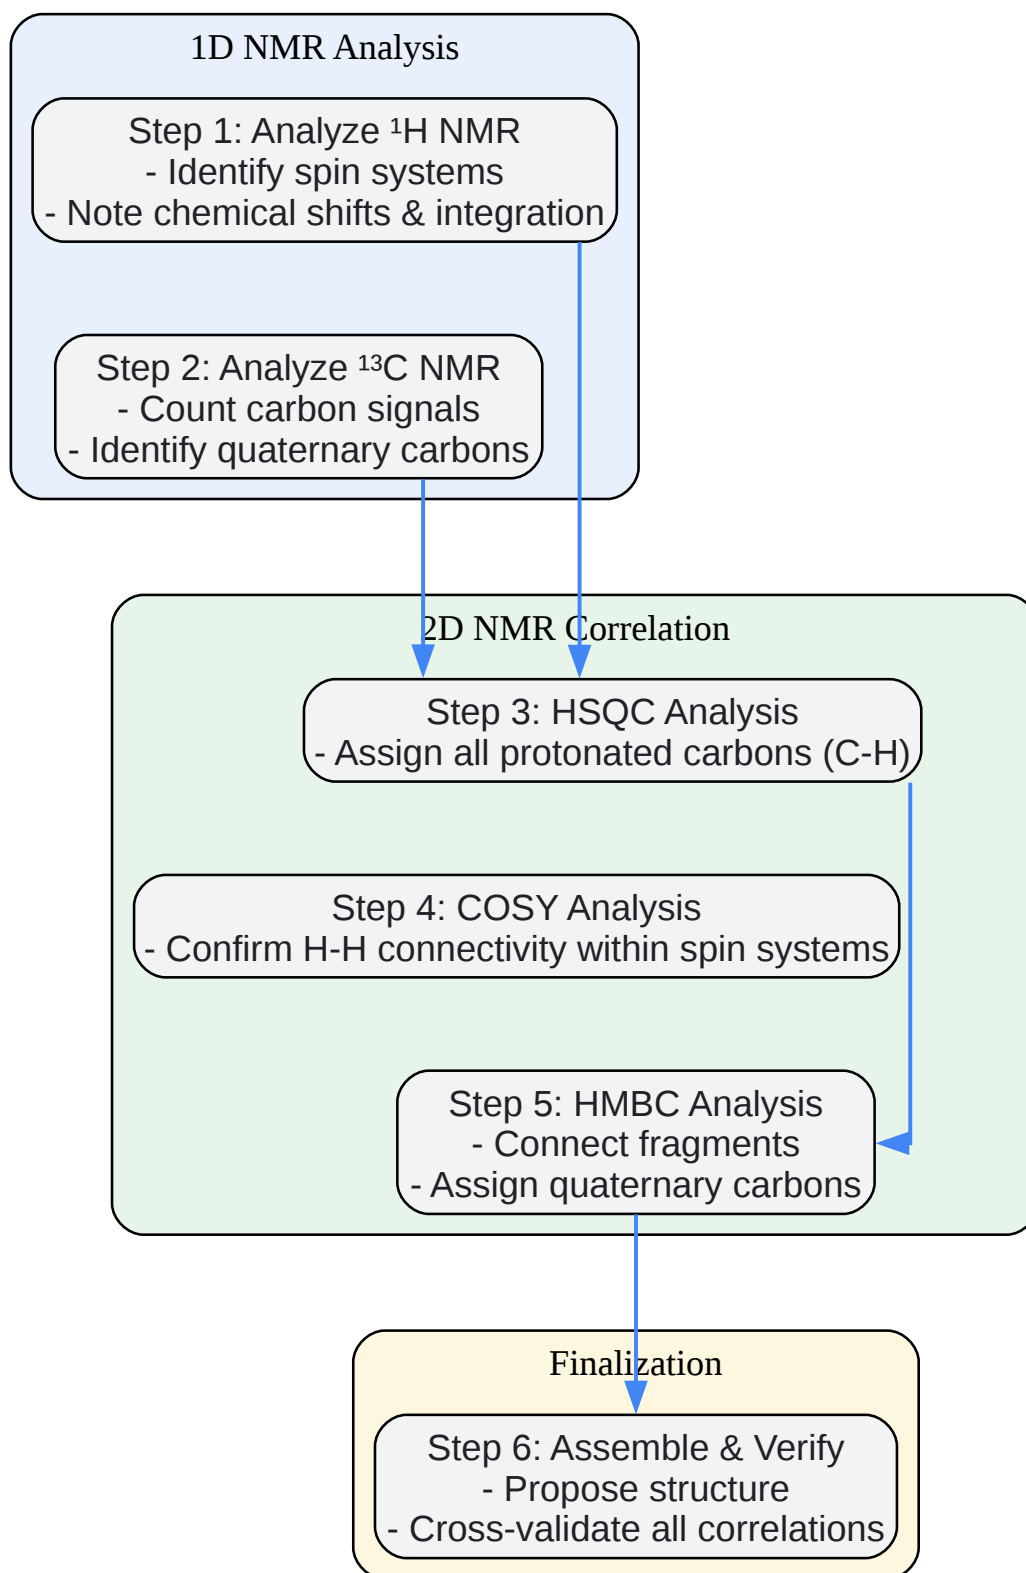 1D NMR Analysis
Step 1: Analyze ¹H NMR
- Identify spin systems
- Note chemical shifts & integration
Step 2: Analyze ¹³C NMR
- Count carbon signals
- Identify quaternary carbons
2D NMR Correlation
Step 3: HSQC Analysis
- Assign all protonated carbons (C-H)
Step 4: COSY Analysis
- Confirm H-H connectivity within spin systems
Step 5: HMBC Analysis
- Connect fragments
- Assign quaternary carbons
Finalization
Step 6: Assemble & Verify
- Propose structure
- Cross-validate all correlations